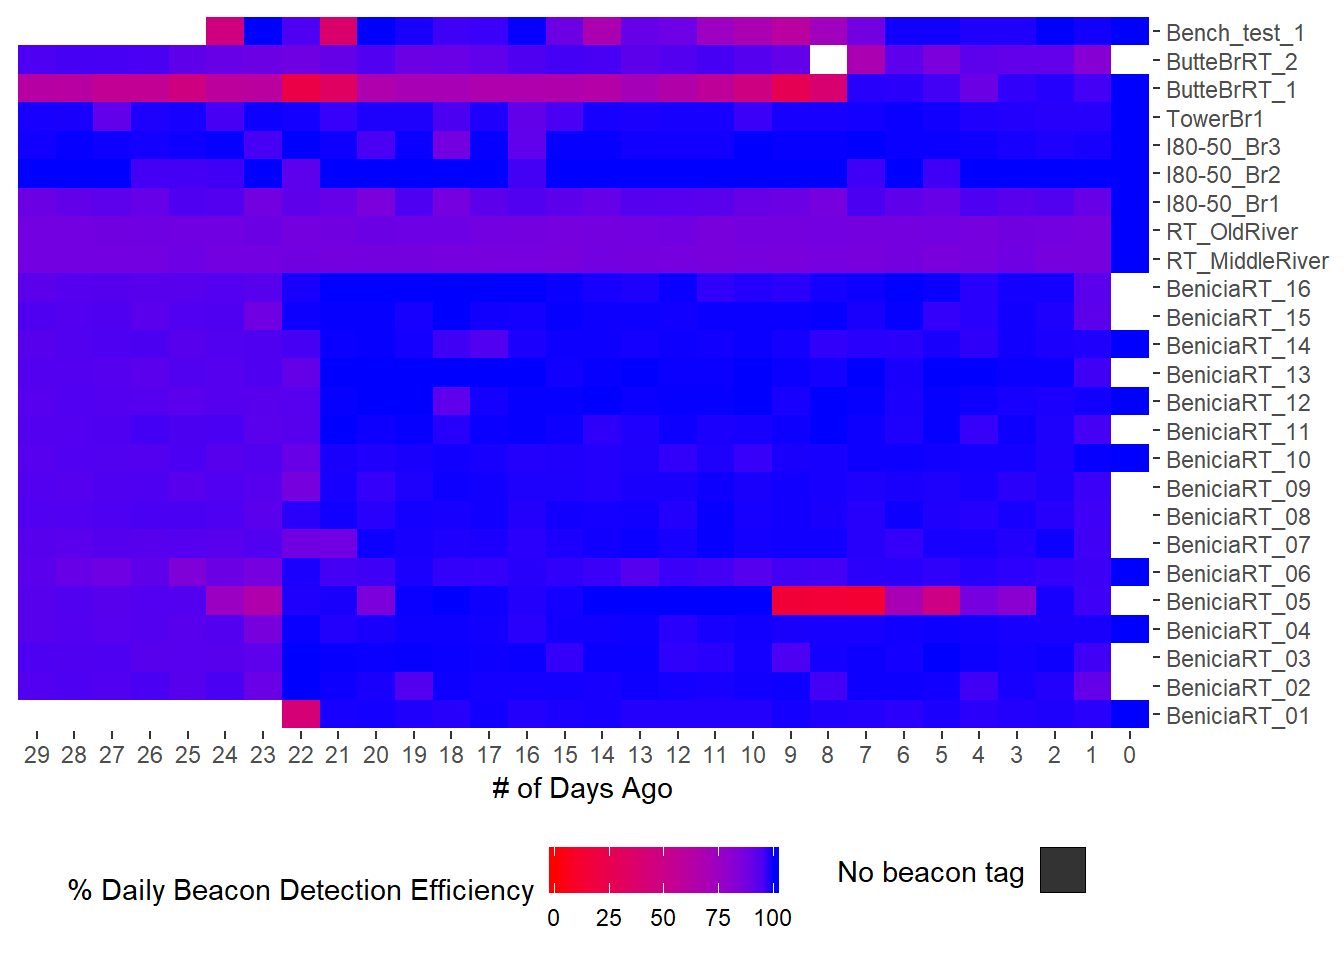 Bench_test_1
ButteBrRT_2
ButteBrRT_1
TowerBr1
I80-50_Br3
I80-50_Br2
I80-50_Br1
RT_OldRiver
RT_MiddleRiver
BeniciaRT_16
BeniciaRT_15
BeniciaRT_14
BeniciaRT_13
BeniciaRT_12
BeniciaRT_11
BeniciaRT_10
BeniciaRT_09
BeniciaRT_08
BeniciaRT_07
BeniciaRT_06
BeniciaRT_05
BeniciaRT_04
BeniciaRT_03
BeniciaRT_02
BeniciaRT_01
29 28 27 26 25 24 23 22 21 20 19 18 17 16 15 14 13 12 11 10 9 8 7 6 5 4 3 2 1 0
# of Days Ago
% Daily Beacon Detection Efficiency
0 25 50 75 100
No beacon tag